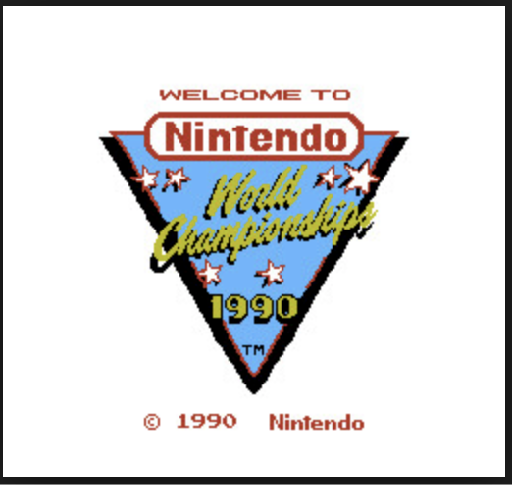 WELCOME TO
Nintendo
World
Championships
1990
TM
© 1990 Nintendo